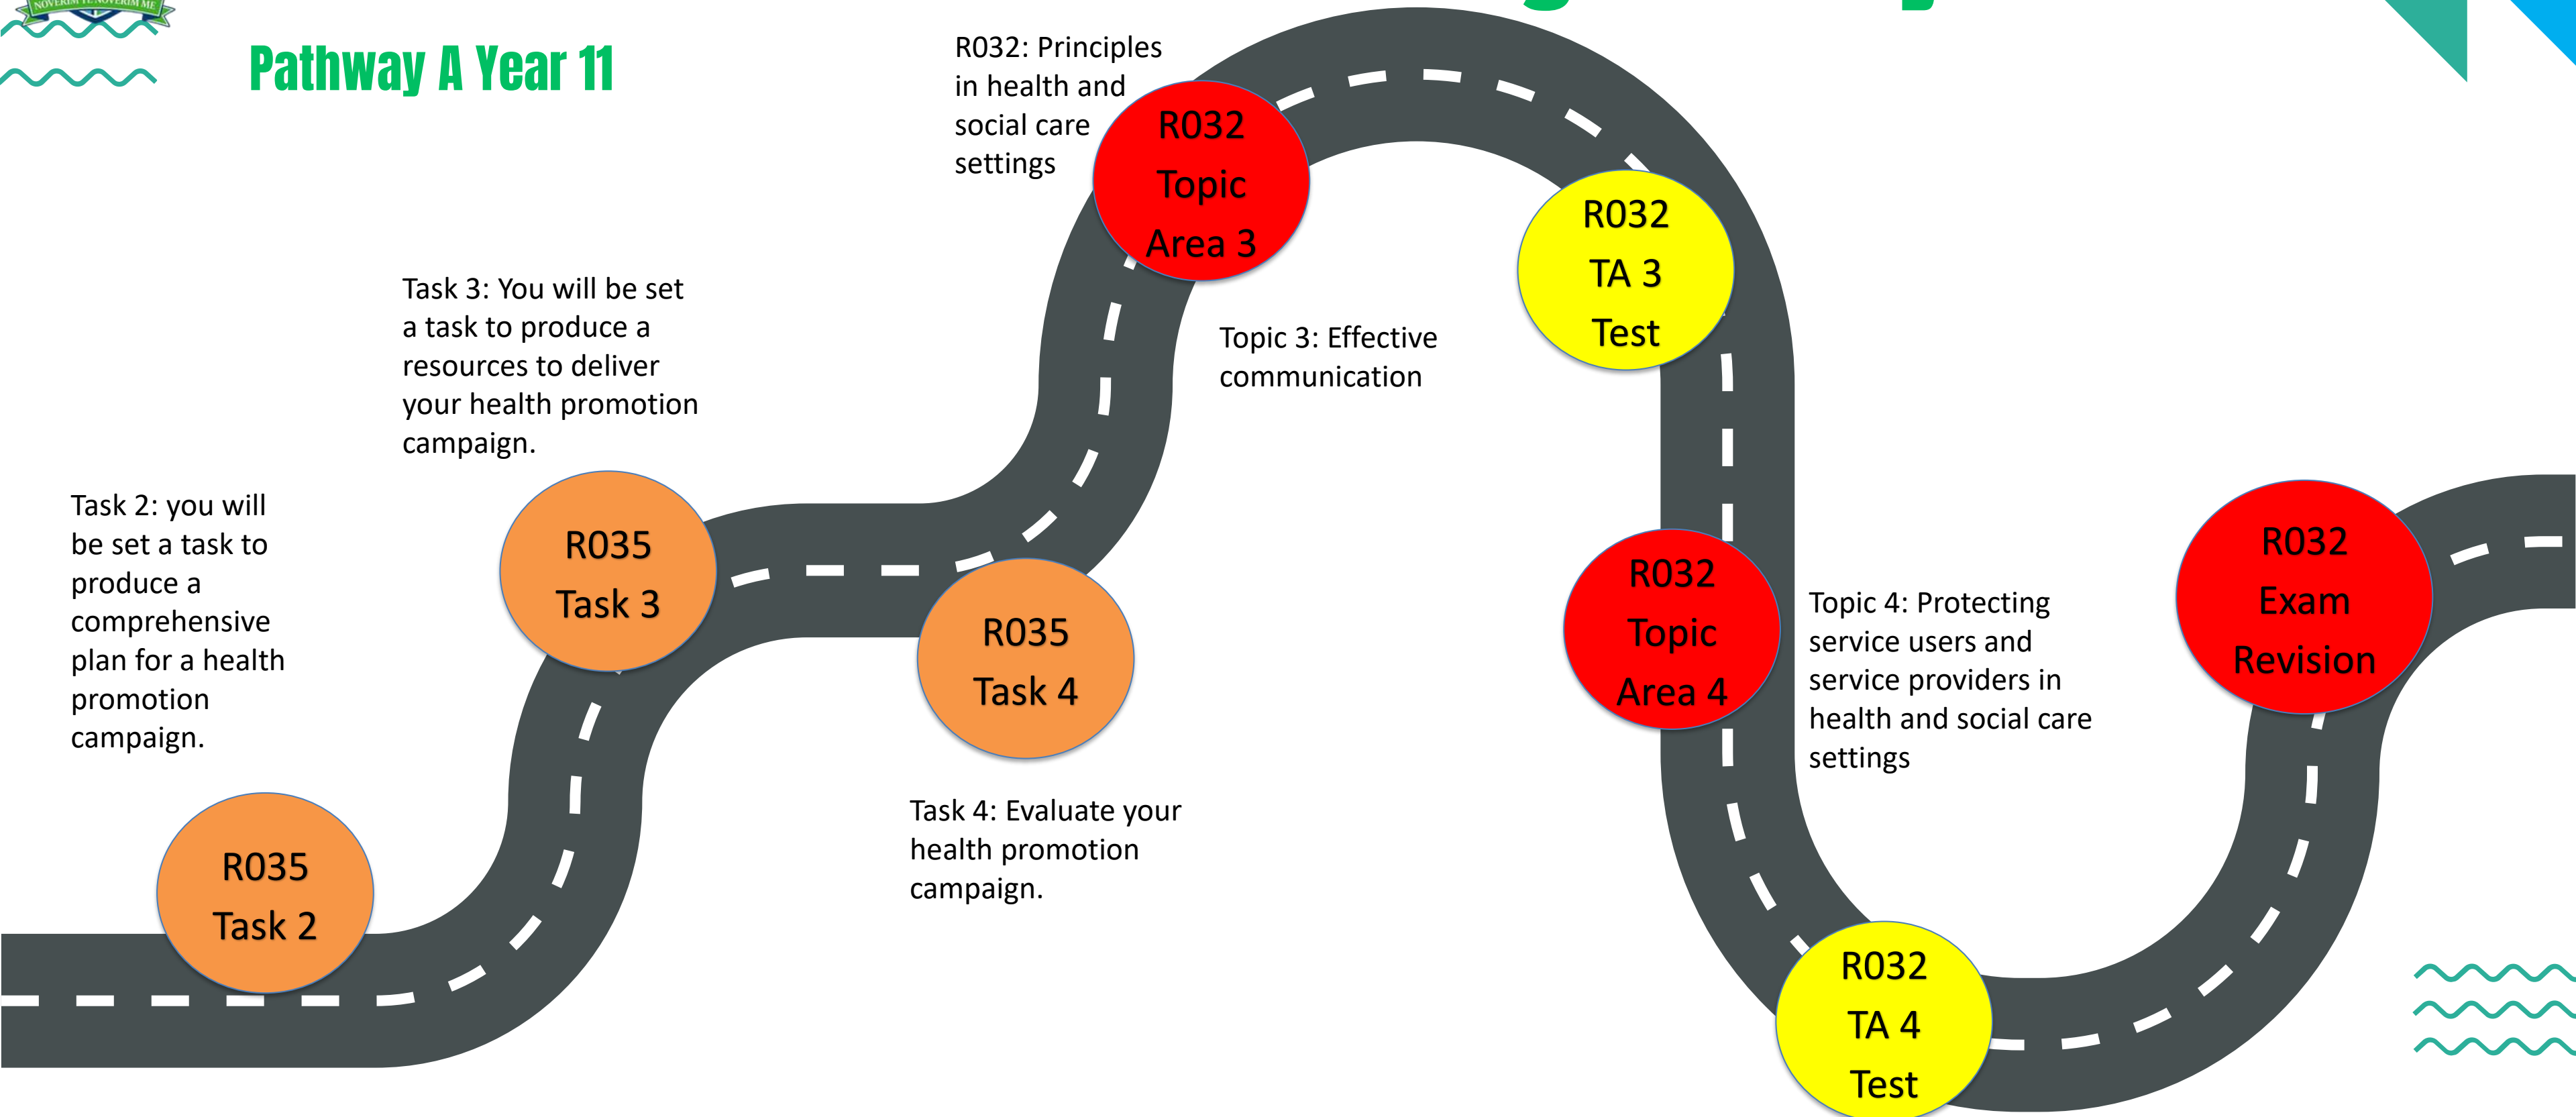 NOVERIM TE NOVERIM ME
Pathway A Year 11
R032: Principles
in health and
social care
settings
R032
Topic
Area 3
R032
TA 3
Test
Task 3: You will be set
a task to produce a
resources to deliver
your health promotion
campaign.
Topic 3: Effective
communication
Task 2: you will
be set a task to
produce a
comprehensive
plan for a health
promotion
campaign.
R035
Task 3
R035
Task 4
R032
Topic
Area 4
Topic 4: Protecting
service users and
service providers in
health and social care
settings
R032
Exam
Revision
Task 4: Evaluate your
health promotion
campaign.
R035
Task 2
R032
TA 4
Test